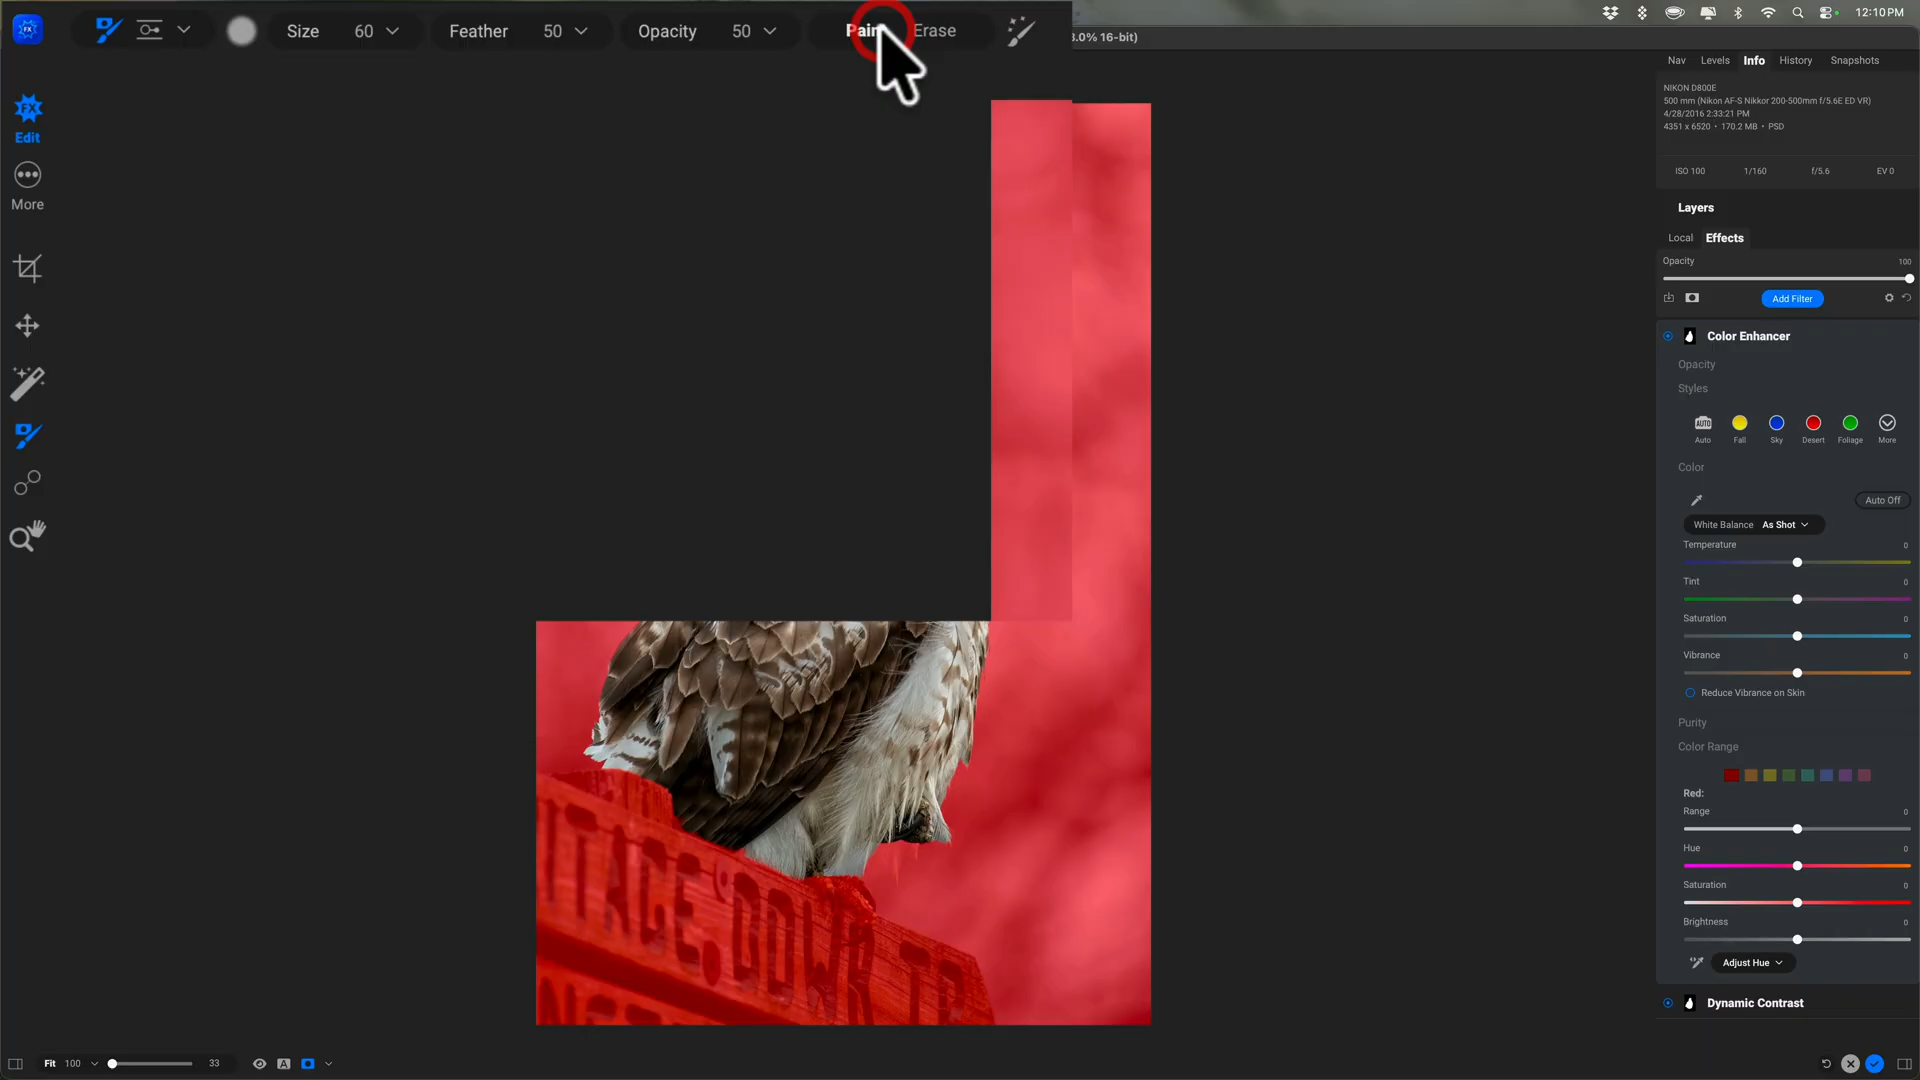 Size 60 Feather 50 Opacity 50 Paint Erase
3.0% 16-bit)
12:10PM
FX
Edit
More
Nav Levels Info History Snapshots
NIKON D800E
500 mm (Nikon AF-S Nikkor 200-500mm f/5.6E ED VR)
4/28/2016 2:33:21 PM
4351 x 6520 • 170.2 MB • PSD
ISO 100 1/160 f/5.6 EV 0
Layers
Local Effects
Opacity 100
Add Filter
Color Enhancer
Opacity
Styles
AUTO
Auto Fall Sky Desert Foliage More
Color
Auto Off
White Balance As Shot
Temperature 0
Tint 0
Saturation 0
Vibrance 0
Reduce Vibrance on Skin
Purity
Color Range
Red:
Range 0
Hue 0
Saturation 0
Brightness 0
Adjust Hue
Dynamic Contrast
Fit 100 33 A